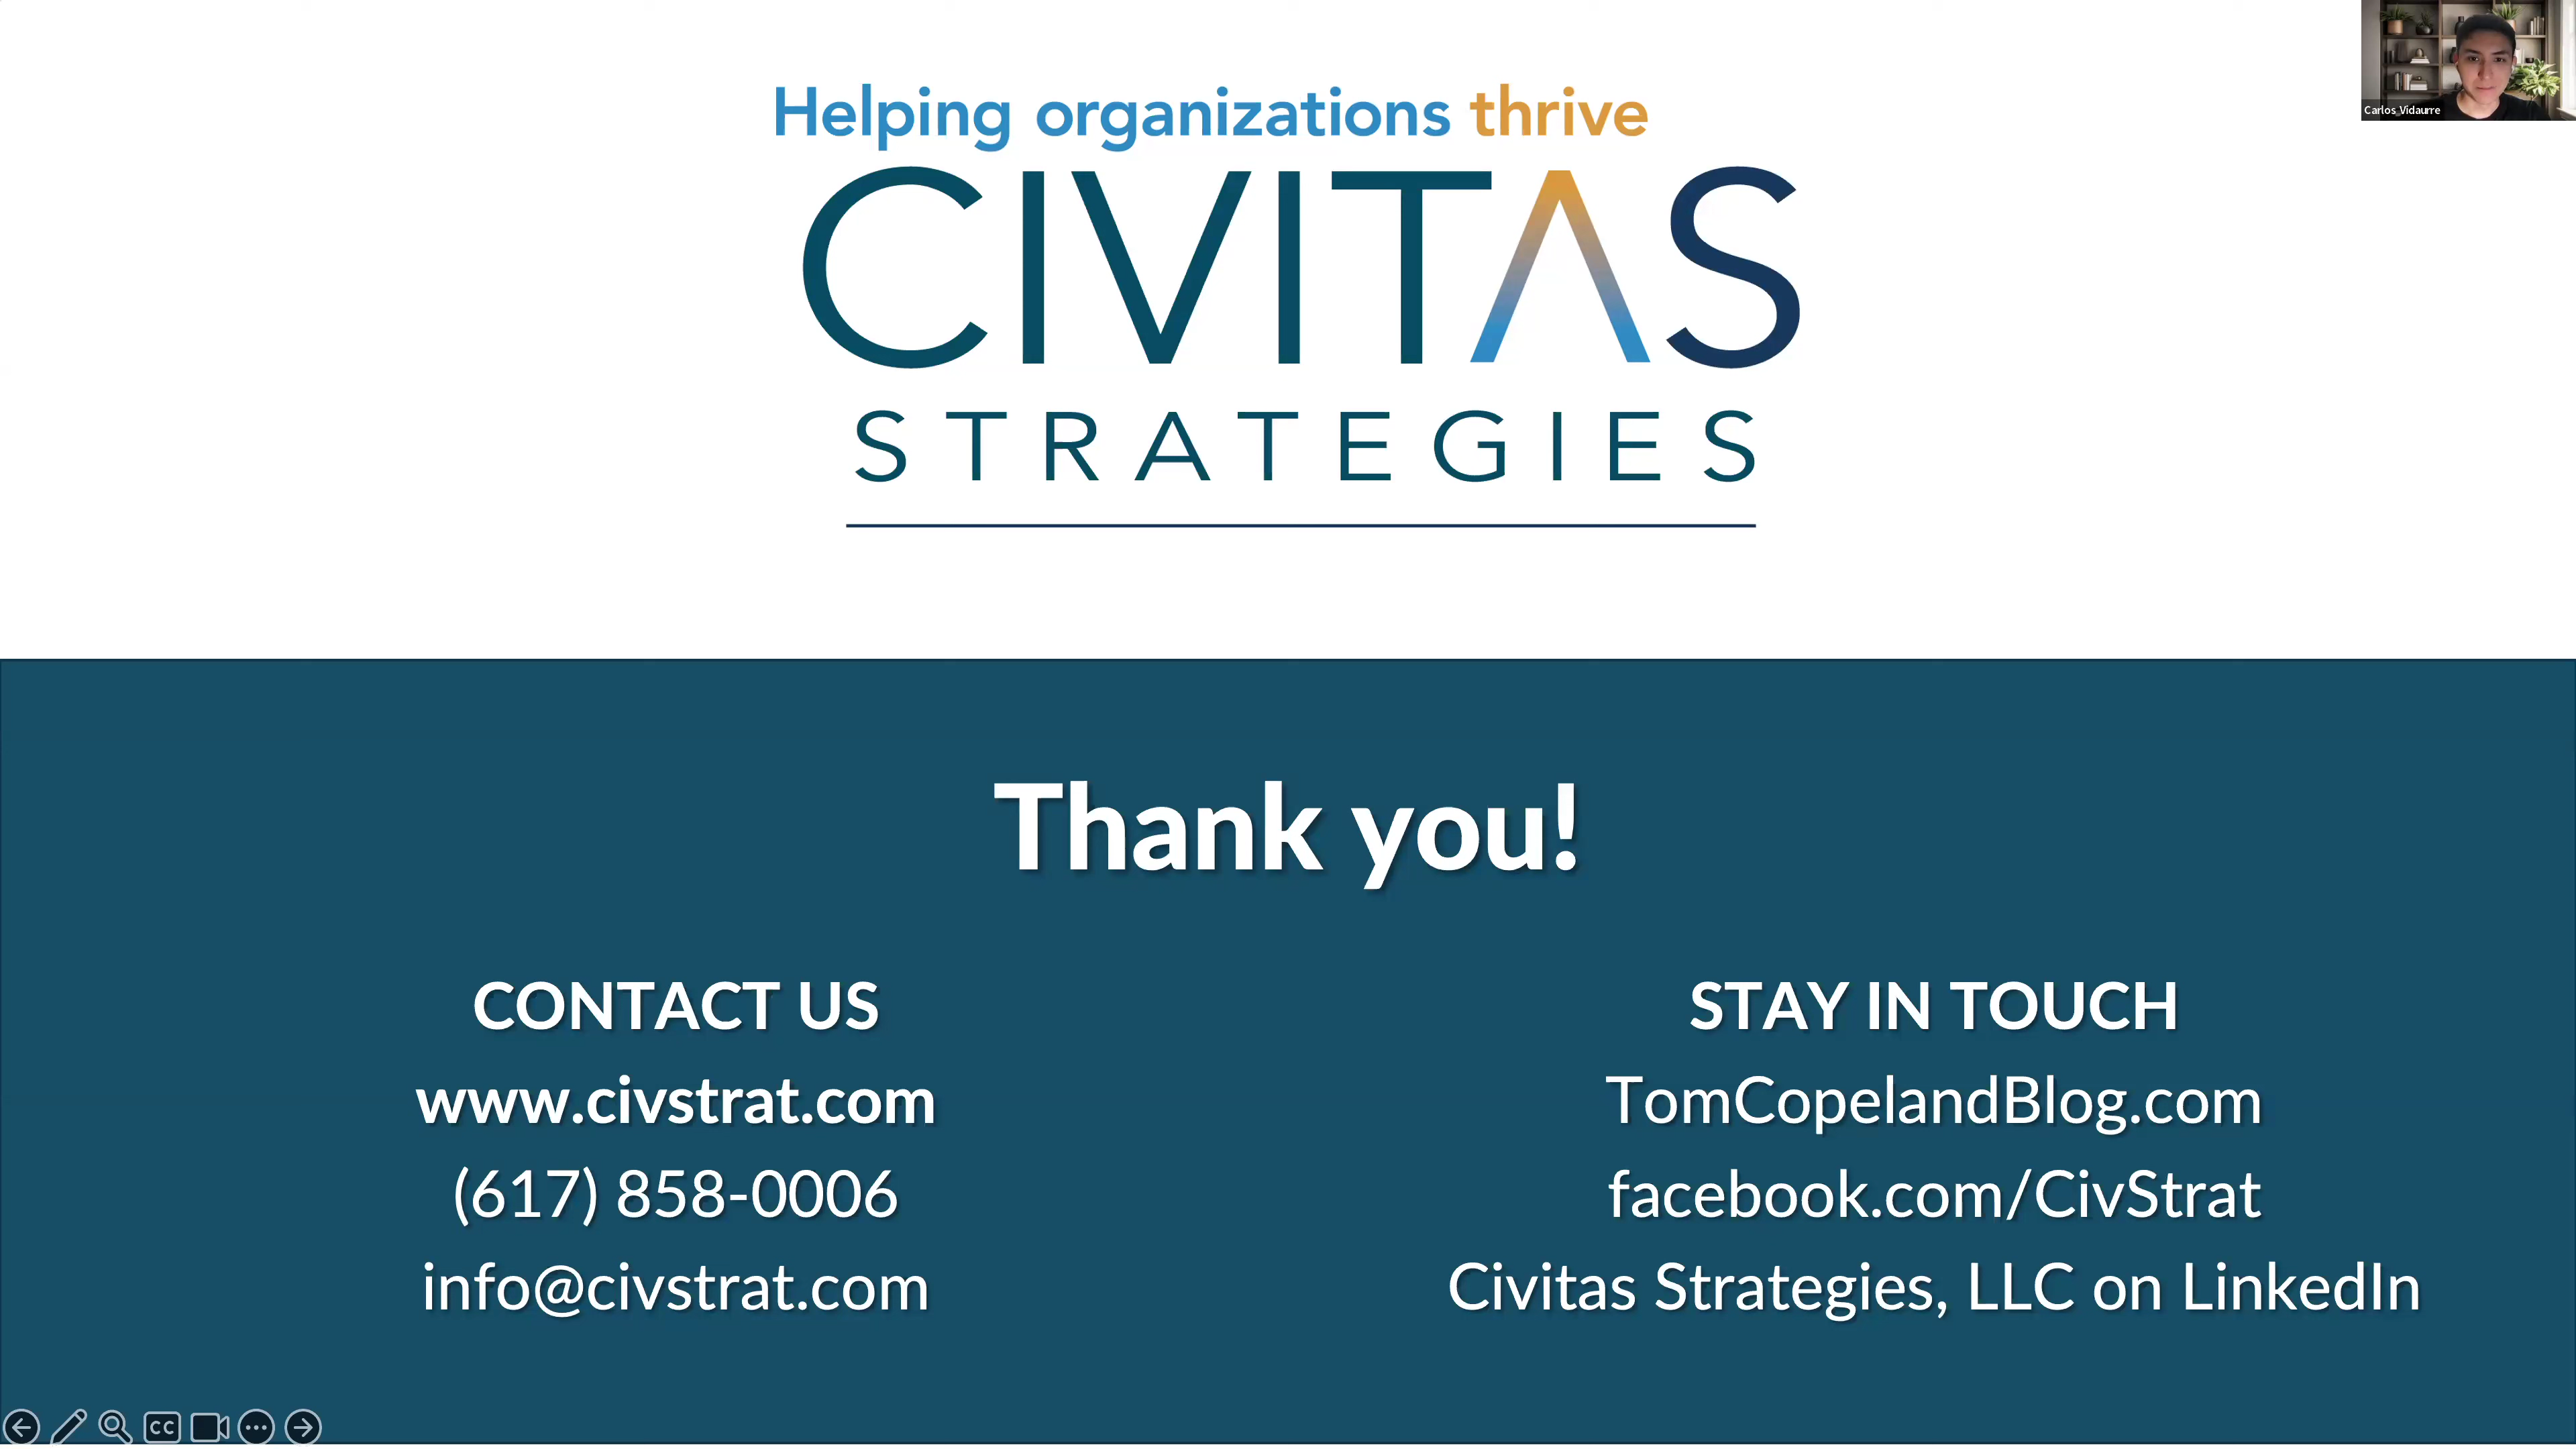 Helping organizations thrive
CIVITAS
STRATEGIES
Carlos Vidaurre
Thank you!
CONTACT US
www.civstrat.com
(617) 858-0006
info@civstrat.com
STAY IN TOUCH
TomCopelandBlog.com
facebook.com/CivStrat
Civitas Strategies, LLC on LinkedIn
CC